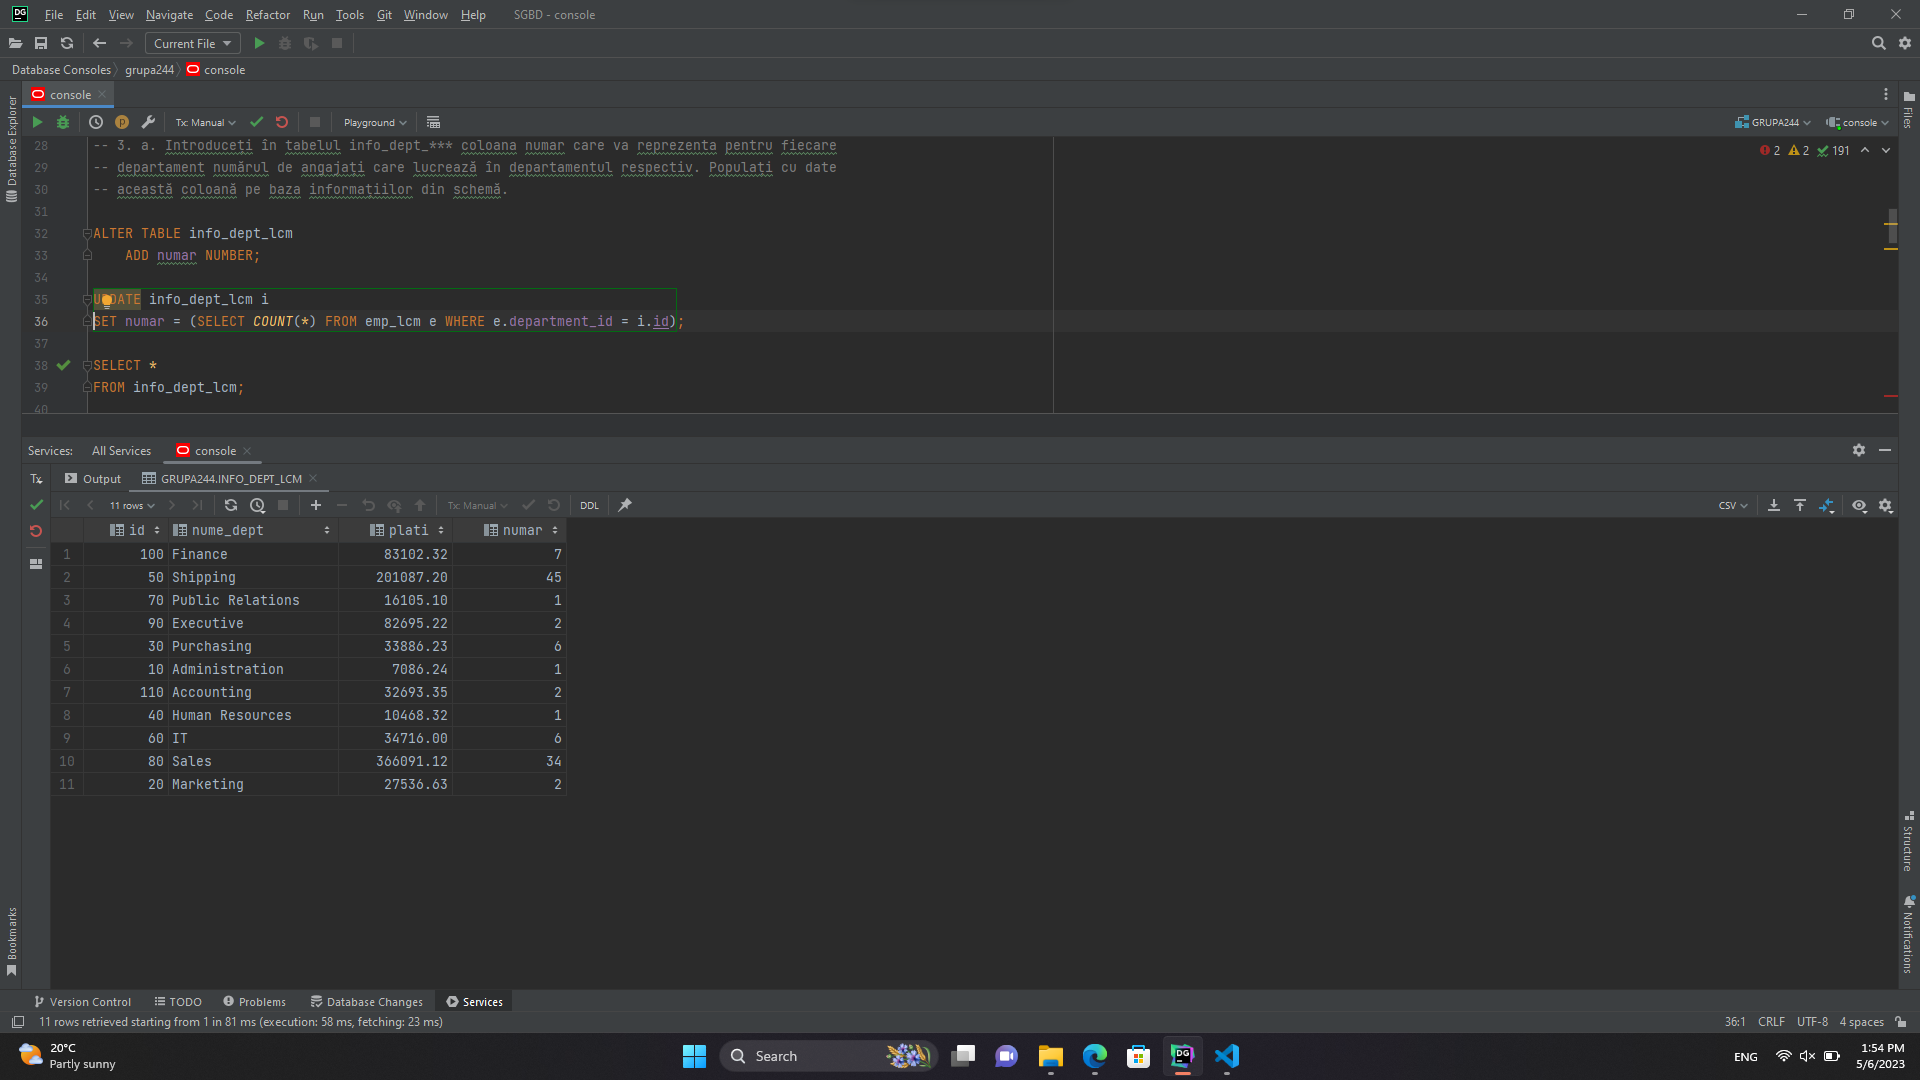 DG File Edit View Navigate Code Refactor Run Tools Git Window Help SGBD - console
Current File
Database Consoles grupa244 console
console
Tx: Manual Playground GRUPA244 console
28 -- 3. a. Introduceți în tabelul info_dept_*** coloana numar care va reprezenta pentru fiecare
29 -- departament numărul de angajați care lucrează în departamentul respectiv. Populați cu date
30 -- această coloană pe baza informațiilor din schemă.
2 2 191
31
32 ALTER TABLE info_dept_lcm
33 ADD numar NUMBER;
34
35 UPDATE info_dept_lcm i
36 SET numar = (SELECT COUNT(*) FROM emp_lcm e WHERE e.department_id = i.id);
37
38 SELECT *
39 FROM info_dept_lcm;
40
Services: All Services console
Tx Output GRUPA244.INFO_DEPT_LCM
11 rows Tx: Manual DDL CSV
id nume_dept plati numar
1 100 Finance 83102.32 7
2 50 Shipping 201087.20 45
3 70 Public Relations 16105.10 1
4 90 Executive 82695.22 2
5 30 Purchasing 33886.23 6
6 10 Administration 7086.24 1
7 110 Accounting 32693.35 2
8 40 Human Resources 10468.32 1
9 60 IT 34716.00 6
10 80 Sales 366091.12 34
11 20 Marketing 27536.63 2
Database Explorer
Bookmarks
Files
Structure
Notifications
Version Control TODO Problems Database Changes Services
11 rows retrieved starting from 1 in 81 ms (execution: 58 ms, fetching: 23 ms) 36:1 CRLF UTF-8 4 spaces
20°C
Partly sunny
Search
DG
ENG
1:54 PM
5/6/2023